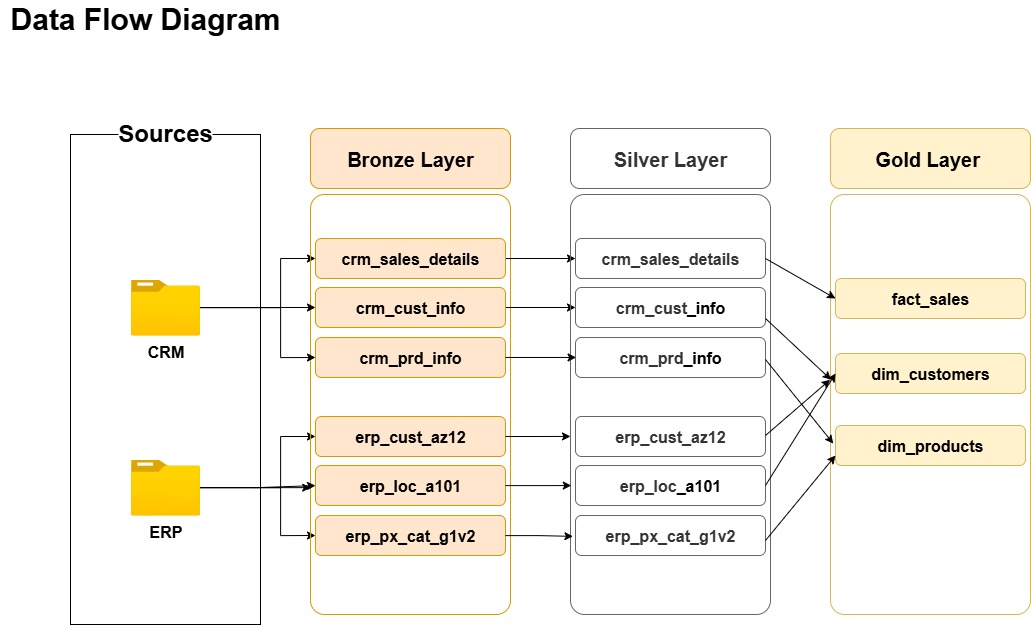 Data Flow Diagram
Sources
CRM
ERP
Bronze Layer
crm_sales_details
crm_cust_info
crm_prd_info
erp_cust_az12
erp_loc_a101
erp_px_cat_g1v2
Silver Layer
crm_sales_details
crm_cust_info
crm_prd_info
erp_cust_az12
erp_loc_a101
erp_px_cat_g1v2
Gold Layer
fact_sales
dim_customers
dim_products